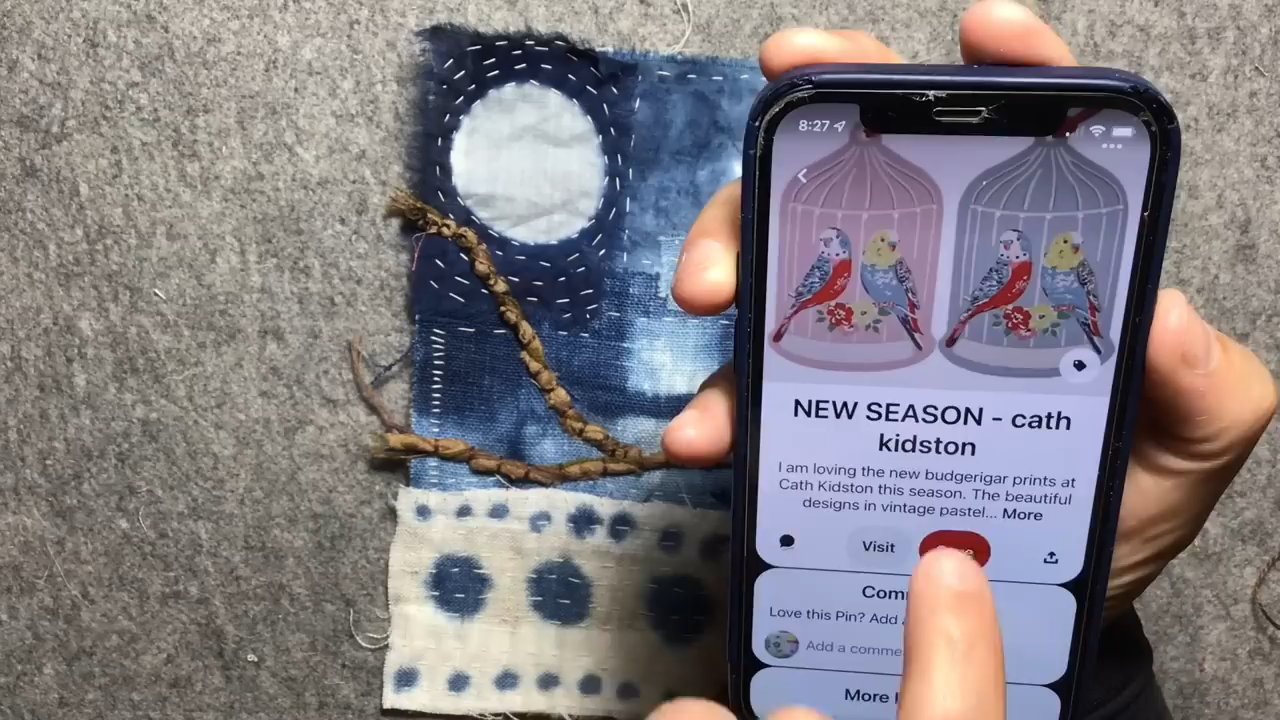 8:27
NEW SEASON - cath
kidston
I am loving the new budgerigar prints at
Cath Kidston this season. The beautiful
designs in vintage pastel... More
Visit
Love this Pin? Add
Add a
More